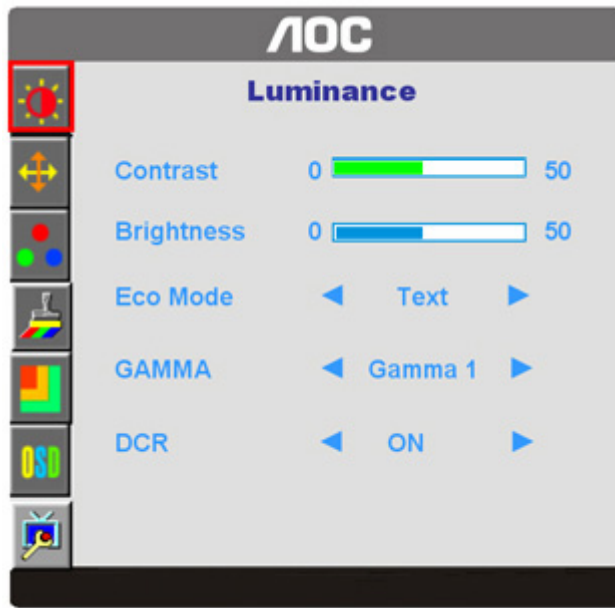 AOC
Luminance
Contrast 0 50
Brightness 0 50
Eco Mode Text
GAMMA Gamma 1
DCR ON
OSD